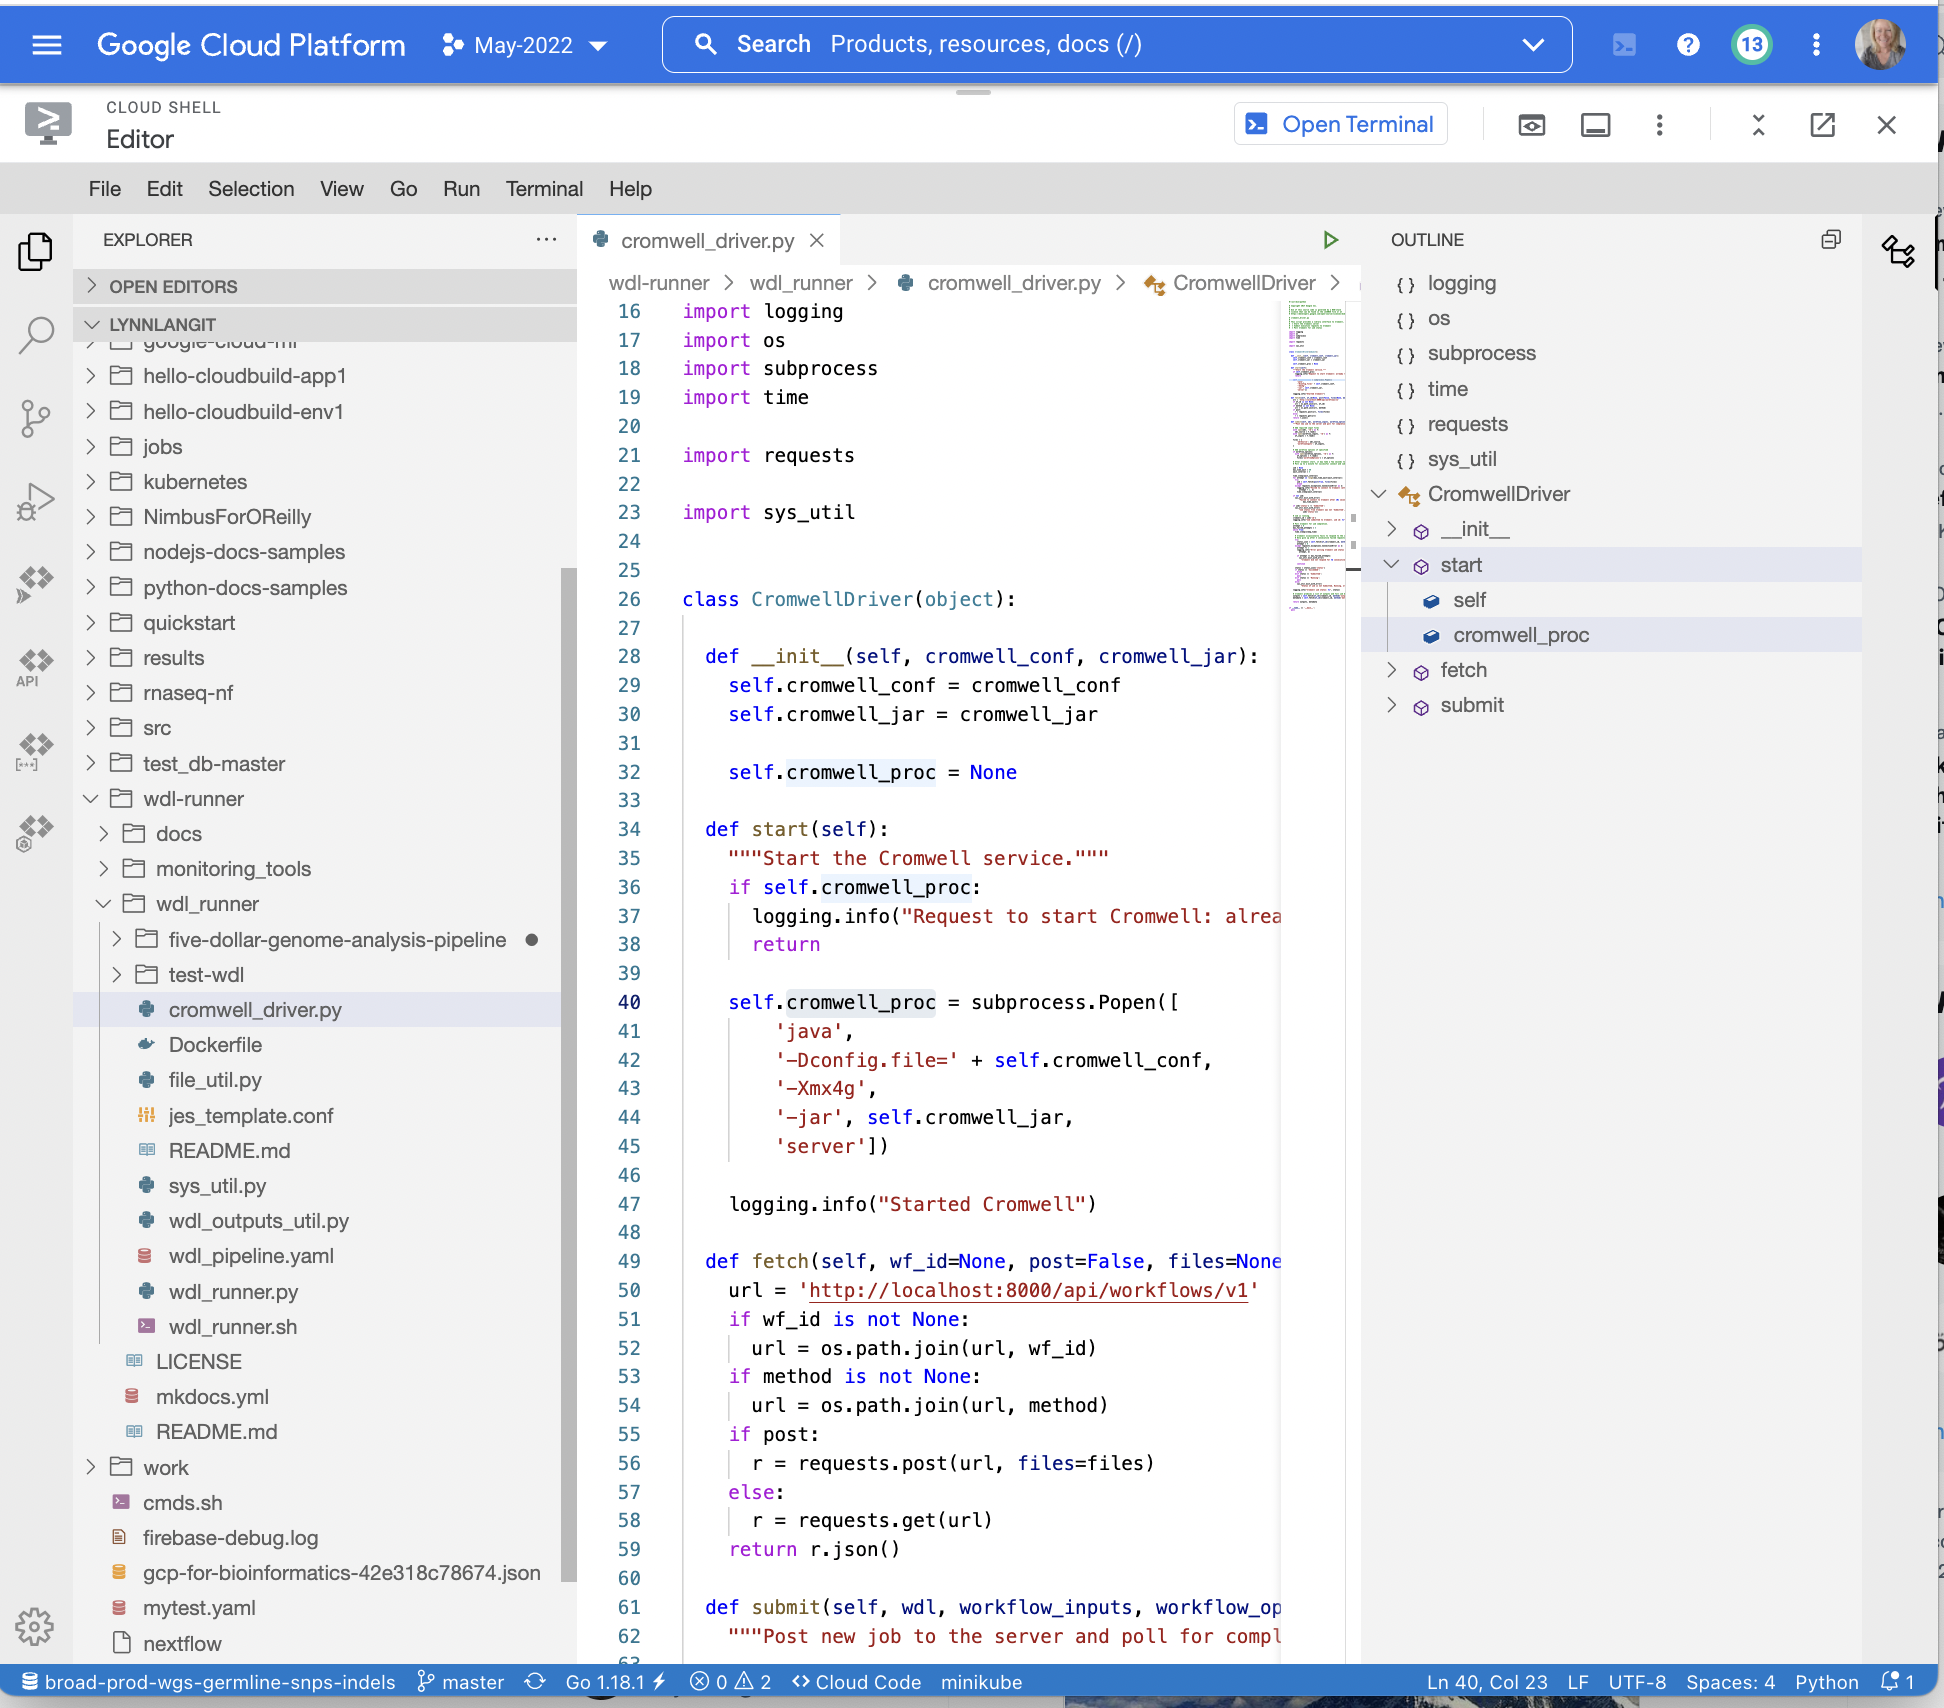 Google Cloud Platform May-2022 Search Products, resources, docs (/) 13
CLOUD SHELL
Editor
Open Terminal
File Edit Selection View Go Run Terminal Help
EXPLORER
OPEN EDITORS
LYNNLANGIT
google-cloud-ml
hello-cloudbuild-app1
hello-cloudbuild-env1
jobs
kubernetes
NimbusForOReilly
nodejs-docs-samples
python-docs-samples
quickstart
results
rnaseq-nf
src
test_db-master
wdl-runner
docs
monitoring_tools
wdl_runner
five-dollar-genome-analysis-pipeline
test-wdl
cromwell_driver.py
Dockerfile
file_util.py
jes_template.conf
README.md
sys_util.py
wdl_outputs_util.py
wdl_pipeline.yaml
wdl_runner.py
wdl_runner.sh
LICENSE
mkdocs.yml
README.md
work
cmds.sh
firebase-debug.log
gcp-for-bioinformatics-42e318c78674.json
mytest.yaml
nextflow
API
cromwell_driver.py
wdl-runner > wdl_runner > cromwell_driver.py > CromwellDriver >
16 import logging
17 import os
18 import subprocess
19 import time
20
21 import requests
22
23 import sys_util
24
25
26 class CromwellDriver(object):
27
28 def __init__(self, cromwell_conf, cromwell_jar):
29 self.cromwell_conf = cromwell_conf
30 self.cromwell_jar = cromwell_jar
31
32 self.cromwell_proc = None
33
34 def start(self):
35 """Start the Cromwell service."""
36 if self.cromwell_proc:
37 logging.info("Request to start Cromwell: alrea
38 return
39
40 self.cromwell_proc = subprocess.Popen([
41 'java',
42 '-Dconfig.file=' + self.cromwell_conf,
43 '-Xmx4g',
44 '-jar', self.cromwell_jar,
45 'server'])
46
47 logging.info("Started Cromwell")
48
49 def fetch(self, wf_id=None, post=False, files=None
50 url = 'http://localhost:8000/api/workflows/v1'
51 if wf_id is not None:
52 url = os.path.join(url, wf_id)
53 if method is not None:
54 url = os.path.join(url, method)
55 if post:
56 r = requests.post(url, files=files)
57 else:
58 r = requests.get(url)
59 return r.json()
60
61 def submit(self, wdl, workflow_inputs, workflow_op
62 """Post new job to the server and poll for compl
63
OUTLINE
{} logging
{} os
{} subprocess
{} time
{} requests
{} sys_util
CromwellDriver
__init__
start
self
cromwell_proc
fetch
submit
broad-prod-wgs-germline-snps-indels master Go 1.18.1 0 2 <> Cloud Code minikube Ln 40, Col 23 LF UTF-8 Spaces: 4 Python 1